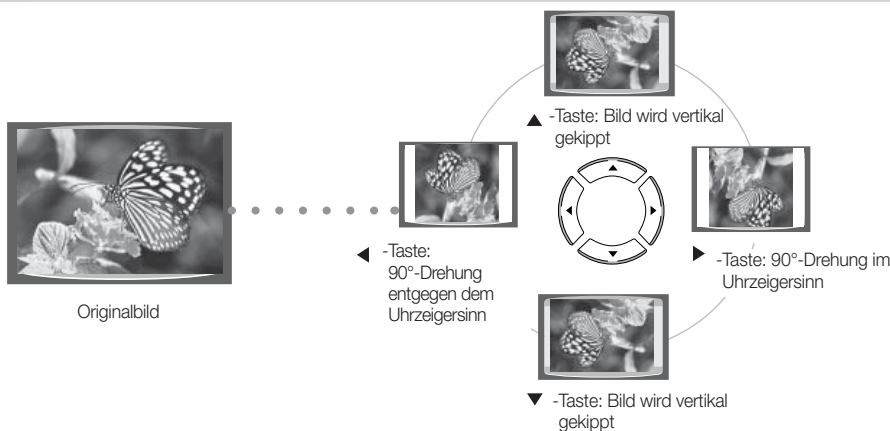 ▲ -Taste: Bild wird vertikal
gekippt
◀ -Taste:
90°-Drehung
entgegen dem
Uhrzeigersinn
▶ -Taste: 90°-Drehung im
Uhrzeigersinn
Originalbild
▼ -Taste: Bild wird vertikal
gekippt